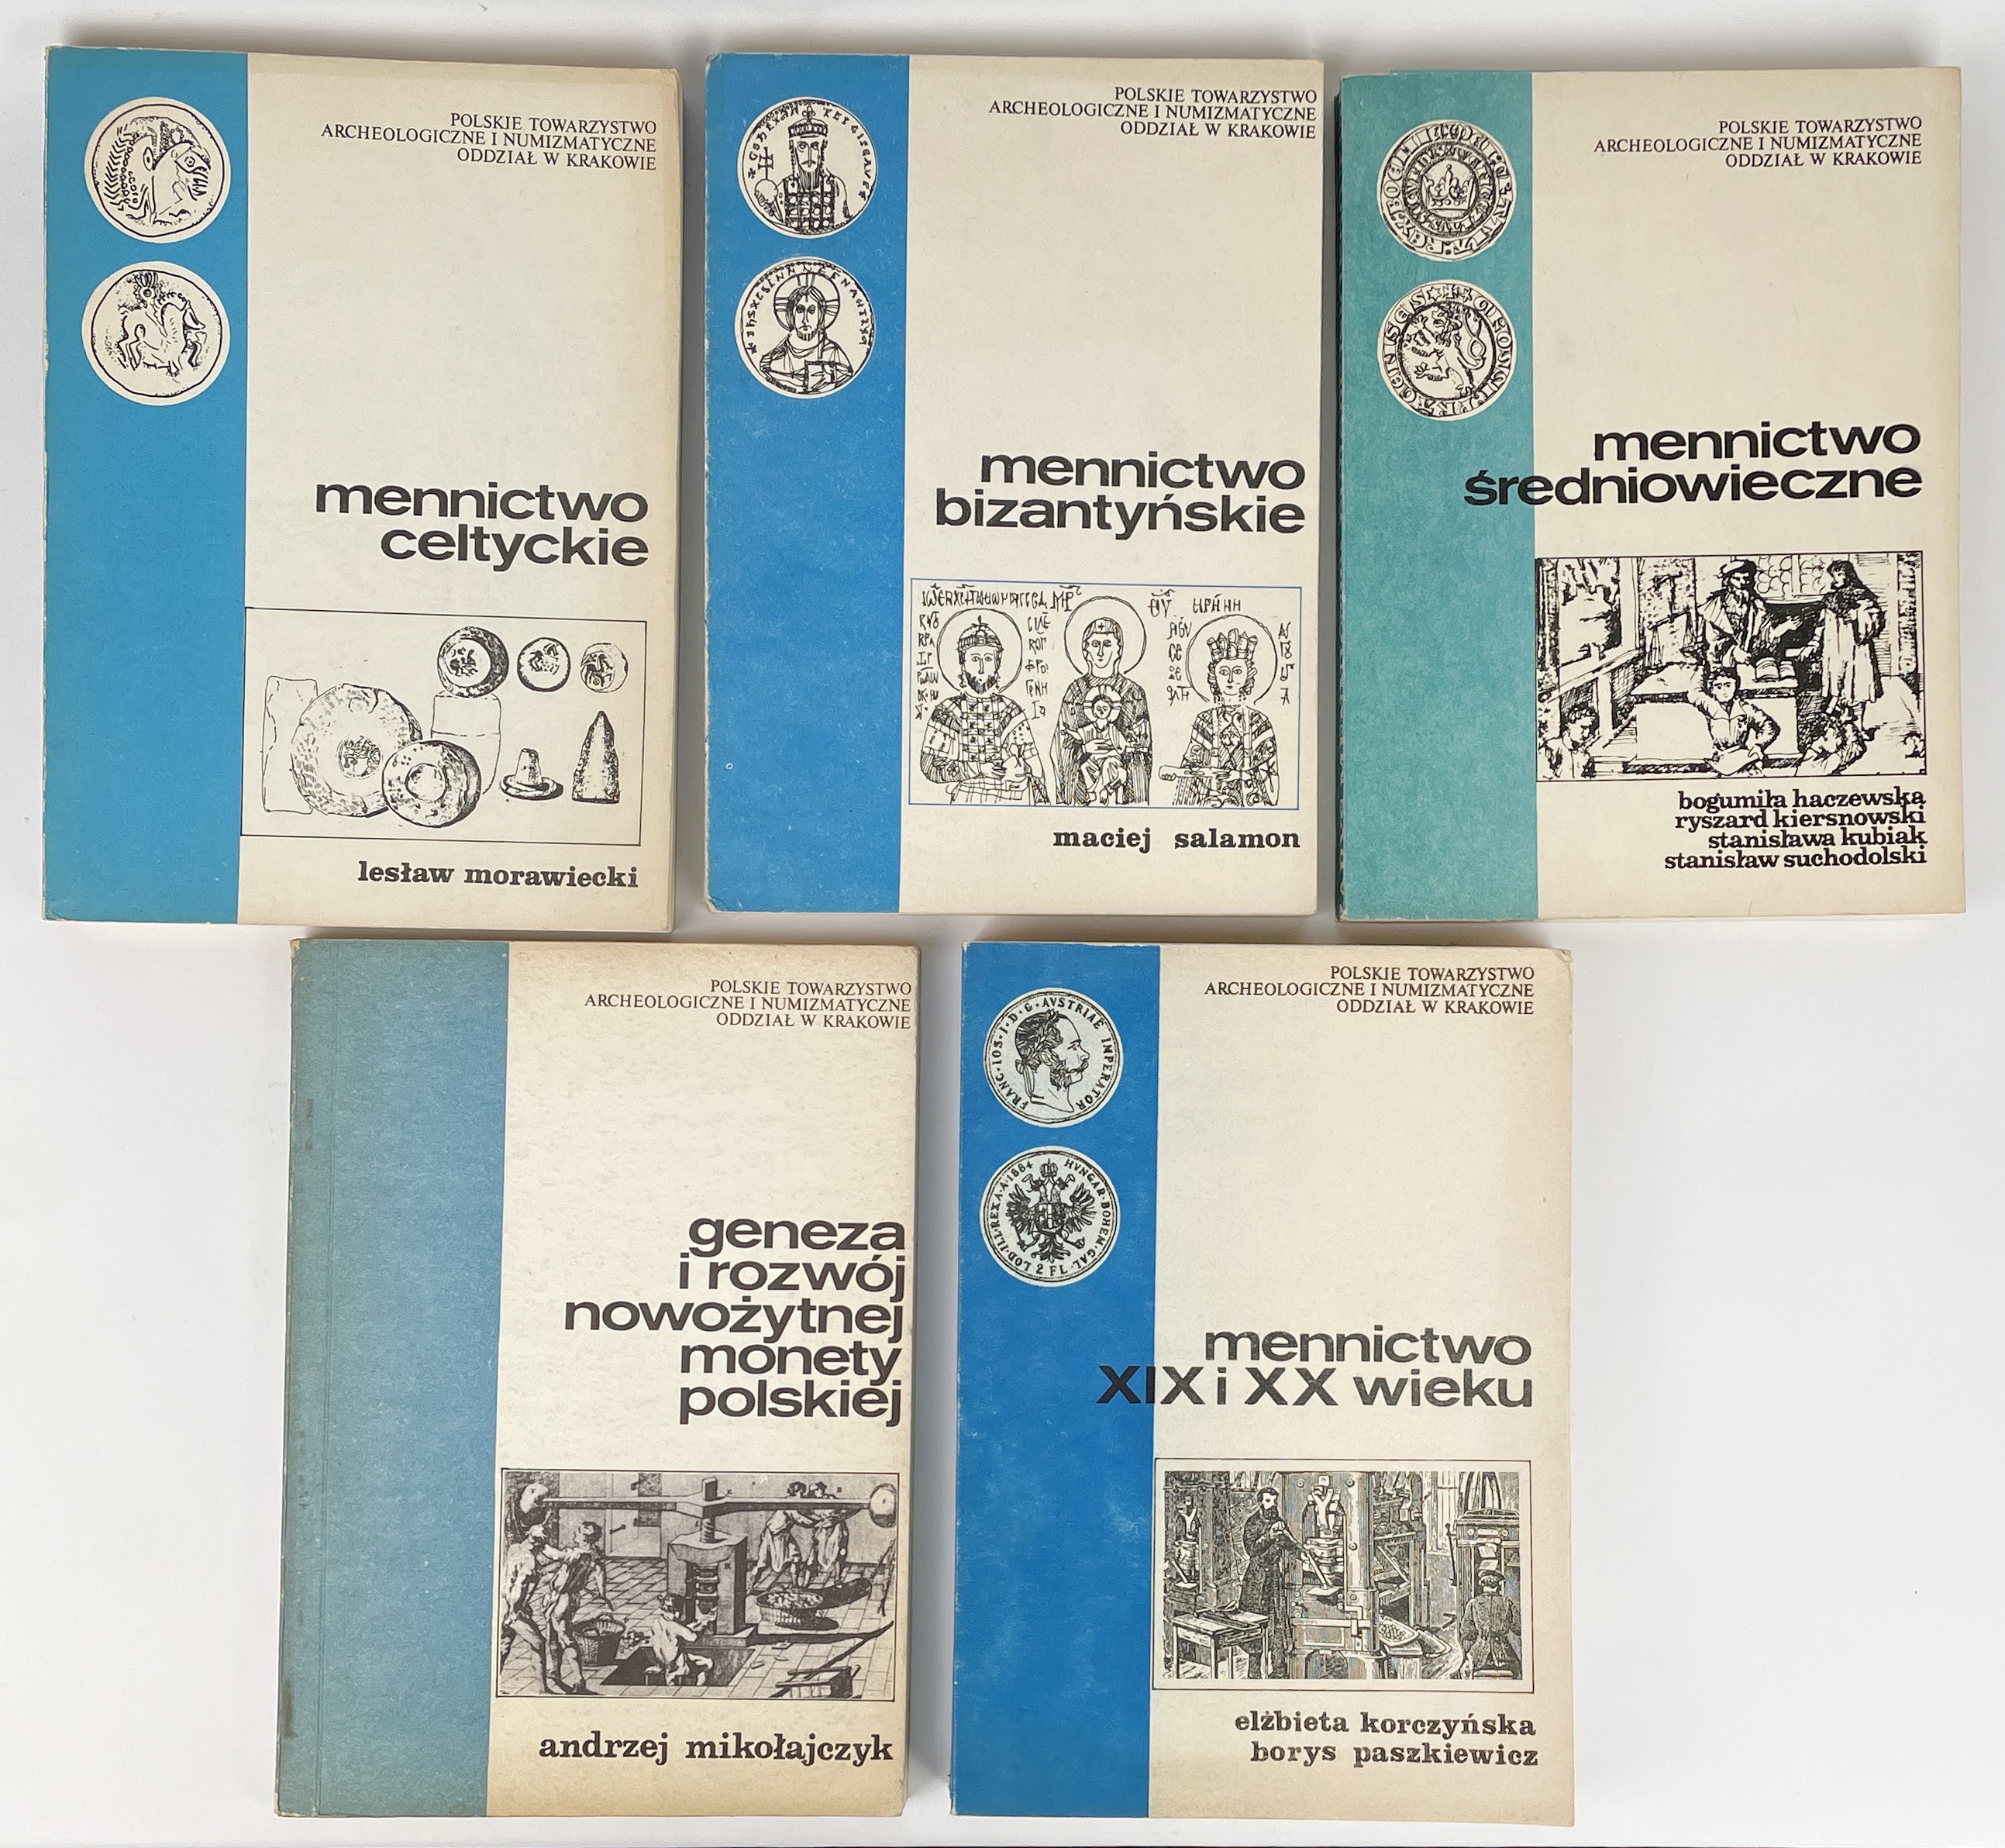 POLSKIE TOWARZYSTWO
ARCHEOLOGICZNE I NUMIZMATYCZNE
ODDZIAŁ W KRAKOWIE
mennictwo
celtyckie
lesław morawiecki
POLSKIE TOWARZYSTWO
ARCHEOLOGICZNE I NUMIZMATYCZNE
ODDZIAŁ W KRAKOWIE
mennictwo
bizantyńskie
maciej salamon
POLSKIE TOWARZYSTWO
ARCHEOLOGICZNE I NUMIZMATYCZNE
ODDZIAŁ W KRAKOWIE
mennictwo
średniowieczne
bogumiła haczewska
ryszard kiersnowski
stanisława kubiak
stanisław suchodolski
POLSKIE TOWARZYSTWO
ARCHEOLOGICZNE I NUMIZMATYCZNE
ODDZIAŁ W KRAKOWIE
geneza
i rozwój
nowożytnej
monety
polskiej
andrzej mikołajczyk
POLSKIE TOWARZYSTWO
ARCHEOLOGICZNE I NUMIZMATYCZNE
ODDZIAŁ W KRAKOWIE
FRANC·IOS·I·D·G·AVSTRIAE IMPERATOR
HVNGAR·BOHEM·GAL·
LOD·ILL·REX A·A·1884
2 FL
mennictwo
XIX i XX wieku
elżbieta korczyńska
borys paszkiewicz